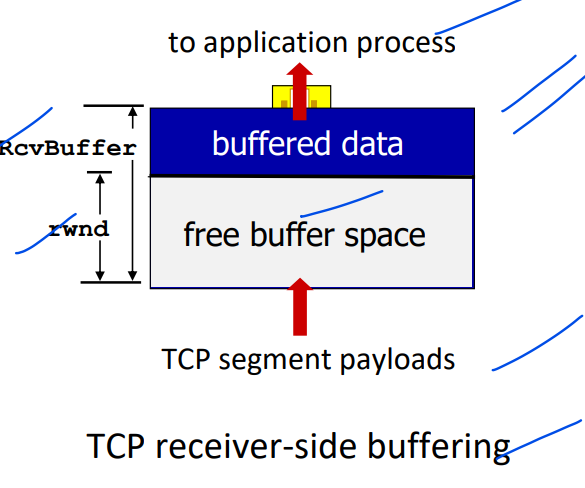 to application process
buffered data
RcvBuffer
rwnd
free buffer space
TCP segment payloads
TCP receiver-side buffering